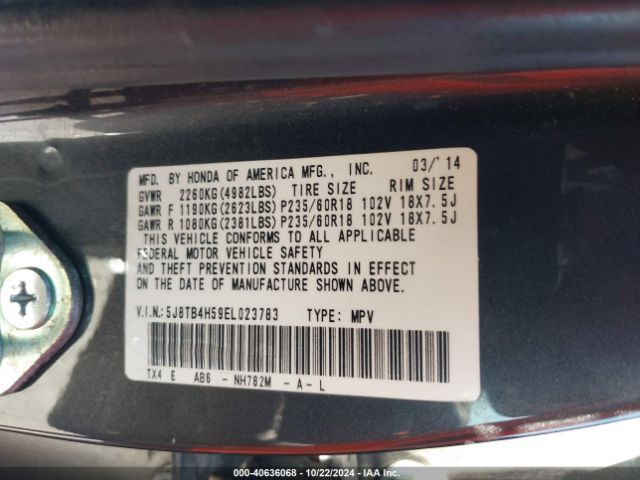 MFD. BY HONDA OF AMERICA MFG., INC. 03/'14
GVWR 2260KG(4982LBS) TIRE SIZE RIM SIZE
GAWR F 1190KG(2623LBS) P235/60R18 102V 18X7.5J
GAWR R 1080KG(2381LBS) P235/60R18 102V 18X7.5J
THIS VEHICLE CONFORMS TO ALL APPLICABLE
FEDERAL MOTOR VEHICLE SAFETY
AND THEFT PREVENTION STANDARDS IN EFFECT
ON THE DATE OF MANUFACTURE SHOWN ABOVE.
V.I.N.:5J8TB4H59EL023783 TYPE: MPV
TX4 E AB6 - NH782M - A - L
000-40636068 - 10/22/2024 - IAA Inc.